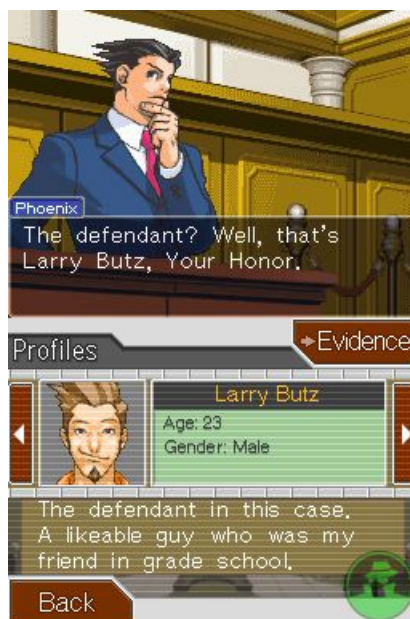 Phoenix
The defendant? Well, that's
Larry Butz, Your Honor.
Profiles
Evidence
Larry Butz
Age: 23
Gender: Male
The defendant in this case.
A likeable guy who was my
friend in grade school.
Back